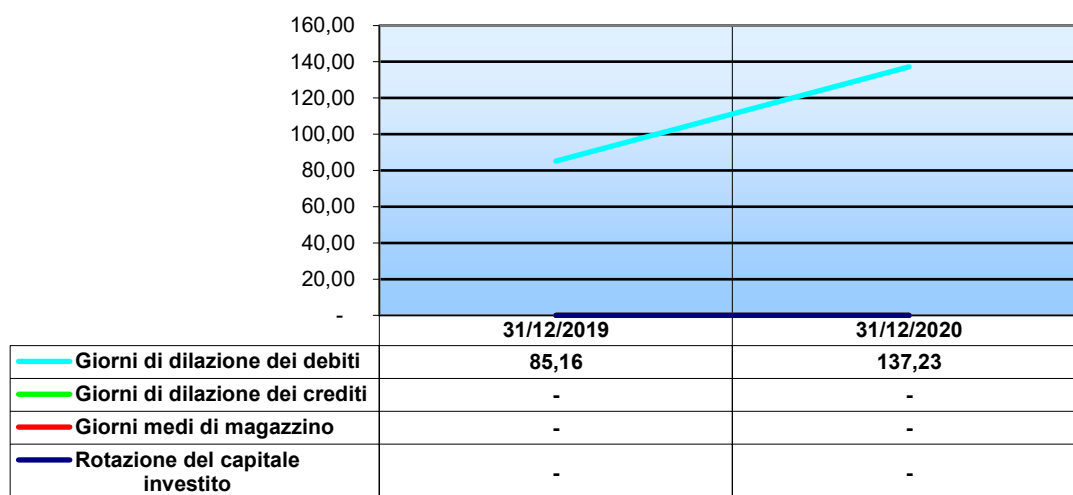 160,00
140,00
120,00
100,00
80,00
60,00
40,00
20,00
-
31/12/2019 31/12/2020
Giorni di dilazione dei debiti 85,16 137,23
Giorni di dilazione dei crediti - -
Giorni medi di magazzino - -
Rotazione del capitale
investito - -